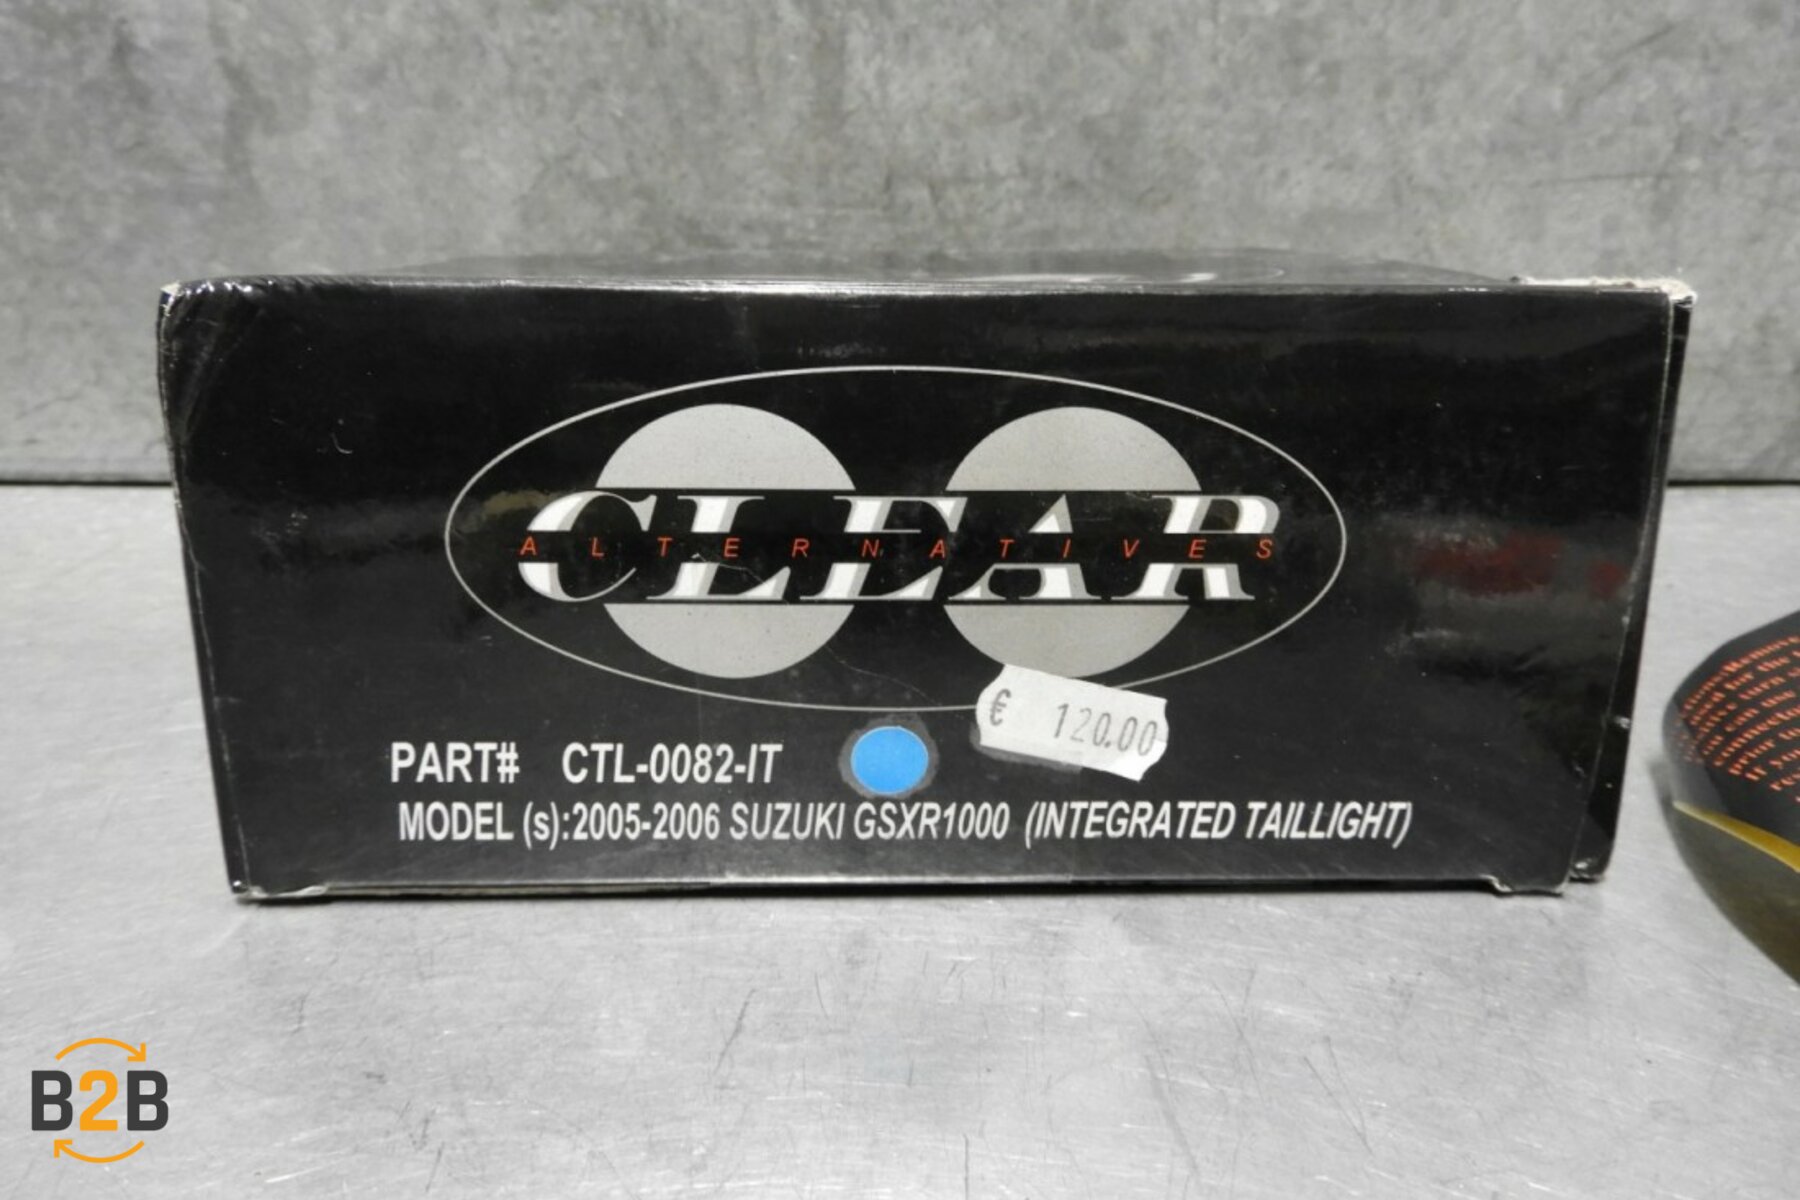 CLEAR
ALTERNATIVES
€ 120.00
PART# CTL-0082-IT
MODEL (s):2005-2006 SUZUKI GSXR1000 (INTEGRATED TAILLIGHT)
B2B